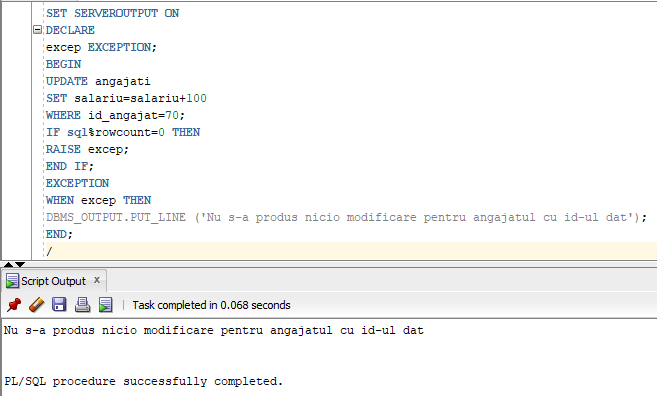 SET SERVEROUTPUT ON
DECLARE
excep EXCEPTION;
BEGIN
UPDATE angajati
SET salariu=salariu+100
WHERE id_angajat=70;
IF sql%rowcount=0 THEN
RAISE excep;
END IF;
EXCEPTION
WHEN excep THEN
DBMS_OUTPUT.PUT_LINE ('Nu s-a produs nicio modificare pentru angajatul cu id-ul dat');
END;
/
Script Output x
Task completed in 0.068 seconds
Nu s-a produs nicio modificare pentru angajatul cu id-ul dat
PL/SQL procedure successfully completed.